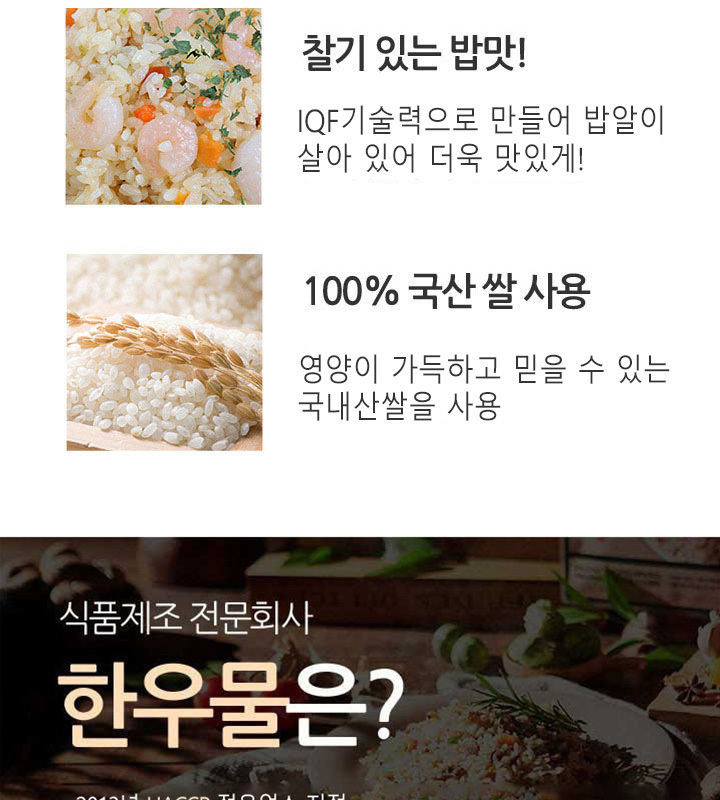 찰기 있는 밥맛!
IQF기술력으로 만들어 밥알이
살아 있어 더욱 맛있게!
100% 국산 쌀 사용
영양이 가득하고 믿을 수 있는
국내산쌀을 사용
식품제조 전문회사
한우물은?